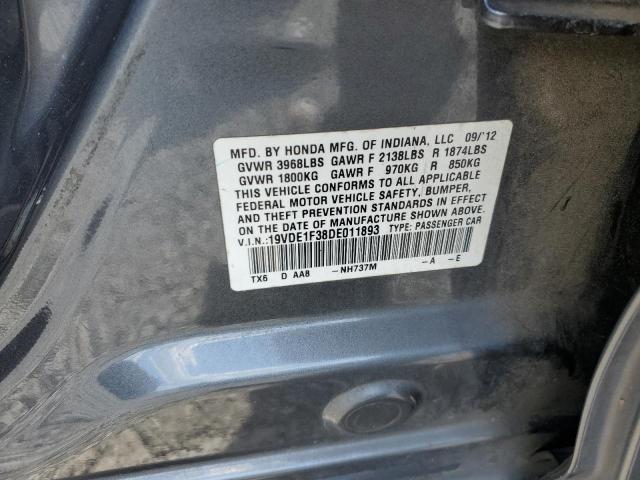 MFD. BY HONDA MFG. OF INDIANA, LLC 09/12
GVWR 3968LBS GAWR F 2138LBS R 1874LBS
GVWR 1800KG GAWR F 970KG R 850KG
THIS VEHICLE CONFORMS TO ALL APPLICABLE
FEDERAL MOTOR VEHICLE SAFETY, BUMPER,
AND THEFT PREVENTION STANDARDS IN EFFECT
ON THE DATE OF MANUFACTURE SHOWN ABOVE.
V.I.N.:19VDE1F38DE011893 TYPE: PASSENGER CAR
TX6 D AA8 -NH737M -A -E